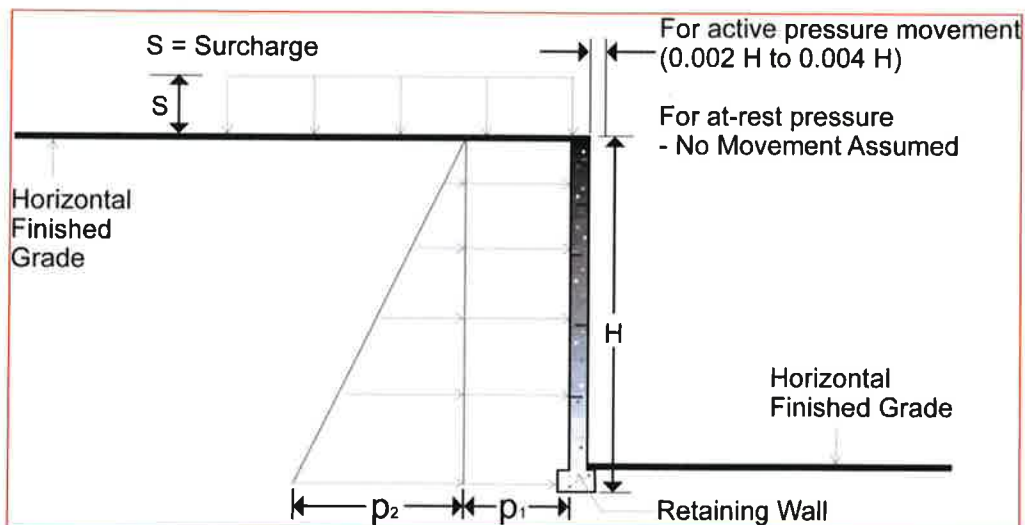 S = Surcharge
For active pressure movement
(0.002 H to 0.004 H)
S
For at-rest pressure
- No Movement Assumed
Horizontal
Finished
Grade
H
Horizontal
Finished Grade
p₂
p₁
Retaining Wall